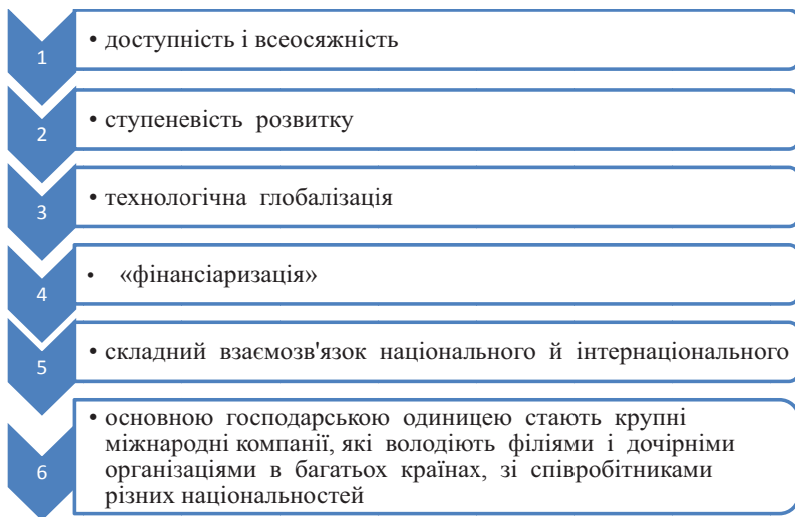 1
• доступність і всеосяжність
2
• ступеневість розвитку
3
• технологічна глобалізація
4
• «фінансіаризація»
5
• складний взаємозв'язок національного й інтернаціонального
6
• основною господарською одиницею стають крупні
міжнародні компанії, які володіють філіями і дочірніми
організаціями в багатьох країнах, зі співробітниками
різних національностей